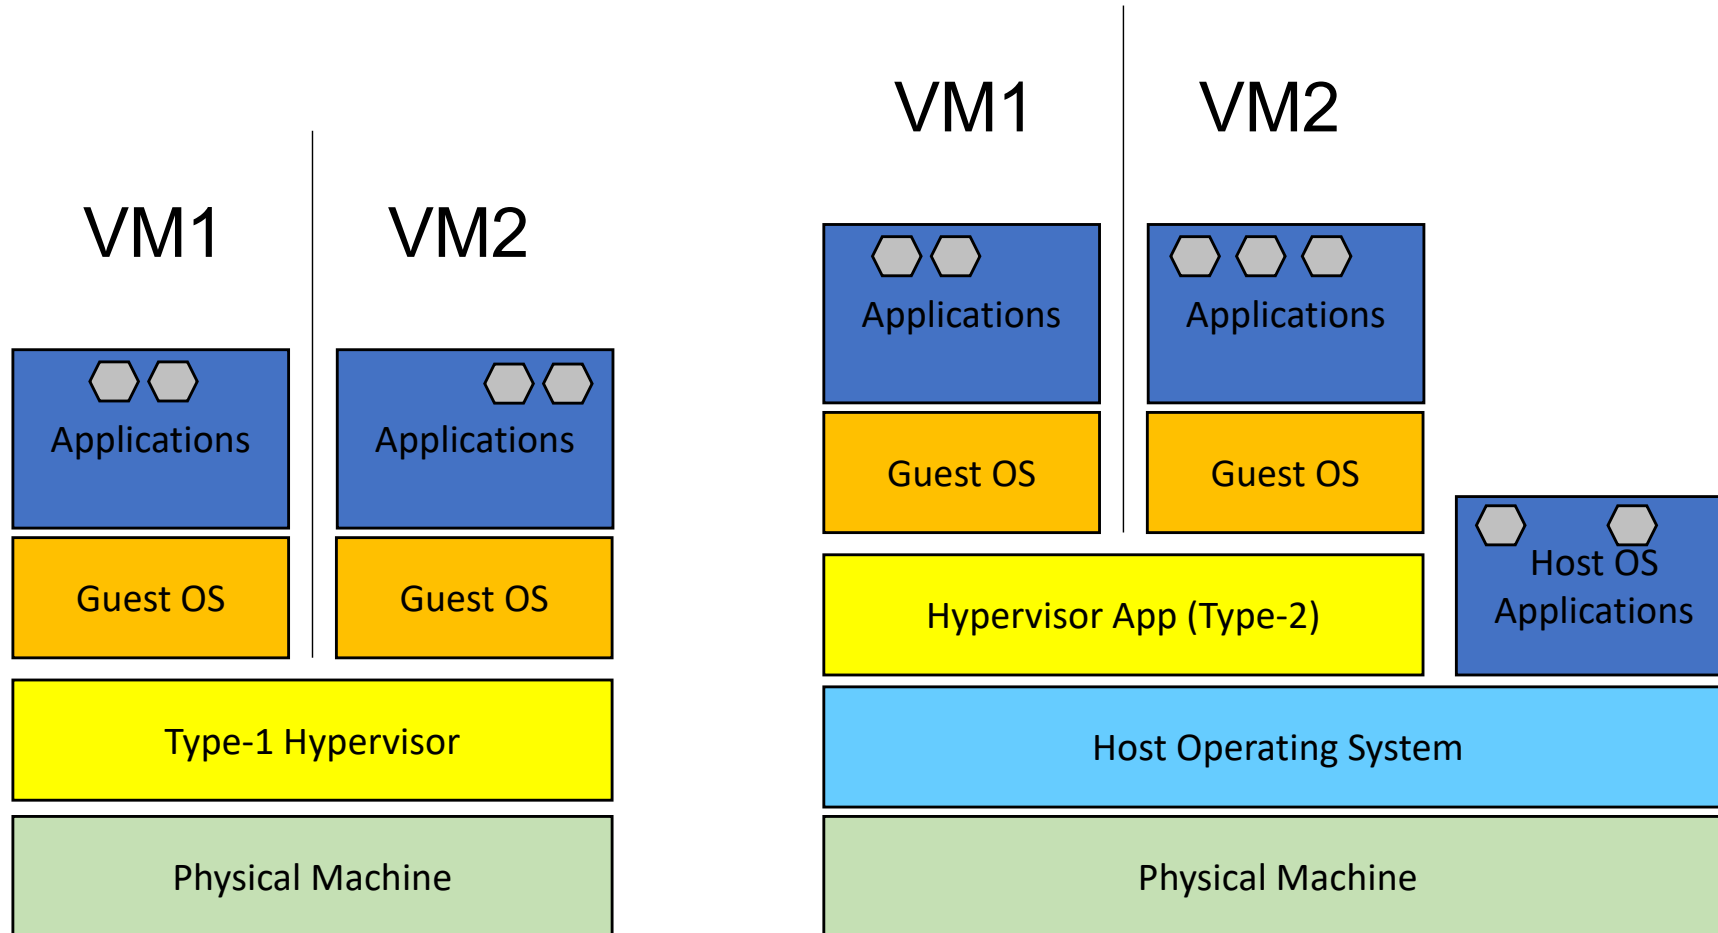 VM1
VM2
Applications
Applications
Guest OS
Guest OS
Type-1 Hypervisor
Physical Machine
VM1
VM2
Applications
Applications
Guest OS
Guest OS
Hypervisor App (Type-2)
Host OS
Applications
Host Operating System
Physical Machine